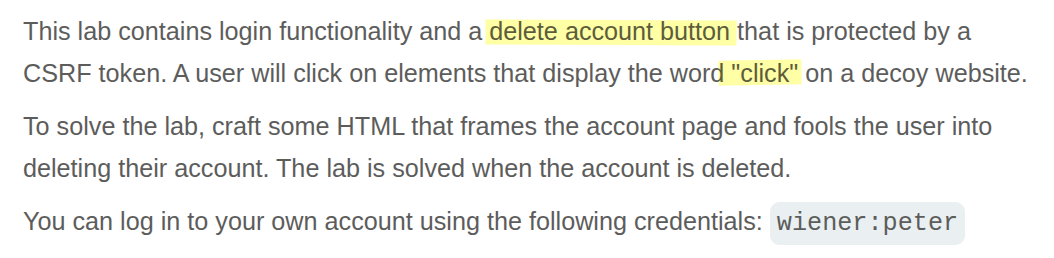 This lab contains login functionality and a delete account button that is protected by a
CSRF token. A user will click on elements that display the word "click" on a decoy website.
To solve the lab, craft some HTML that frames the account page and fools the user into
deleting their account. The lab is solved when the account is deleted.
You can log in to your own account using the following credentials: wiener:peter